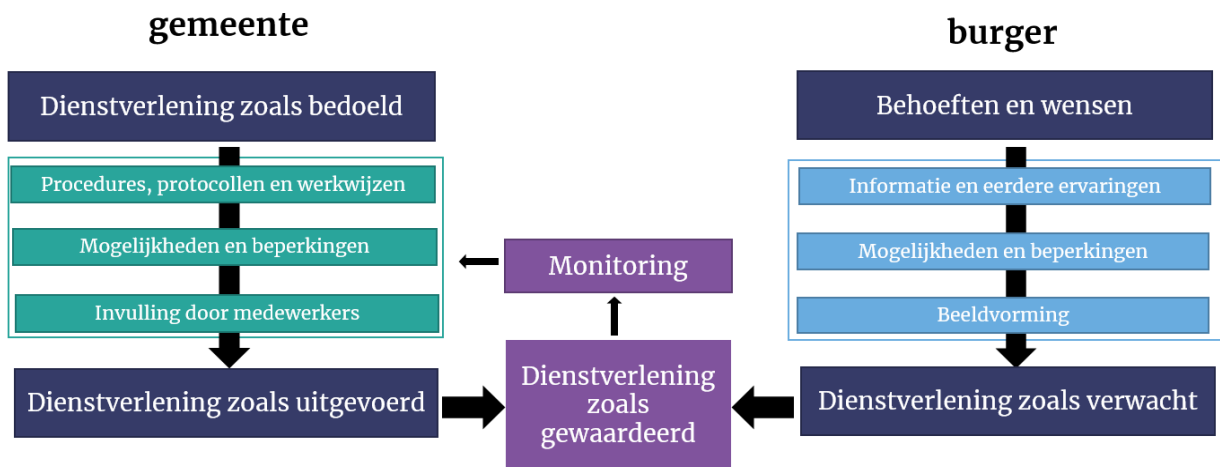 gemeente
Dienstverlening zoals bedoeld
Procedures, protocollen en werkwijzen
Mogelijkheden en beperkingen
Invulling door medewerkers
Dienstverlening zoals uitgevoerd
Monitoring
Dienstverlening
zoals
gewaardeerd
burger
Behoeften en wensen
Informatie en eerdere ervaringen
Mogelijkheden en beperkingen
Beeldvorming
Dienstverlening zoals verwacht